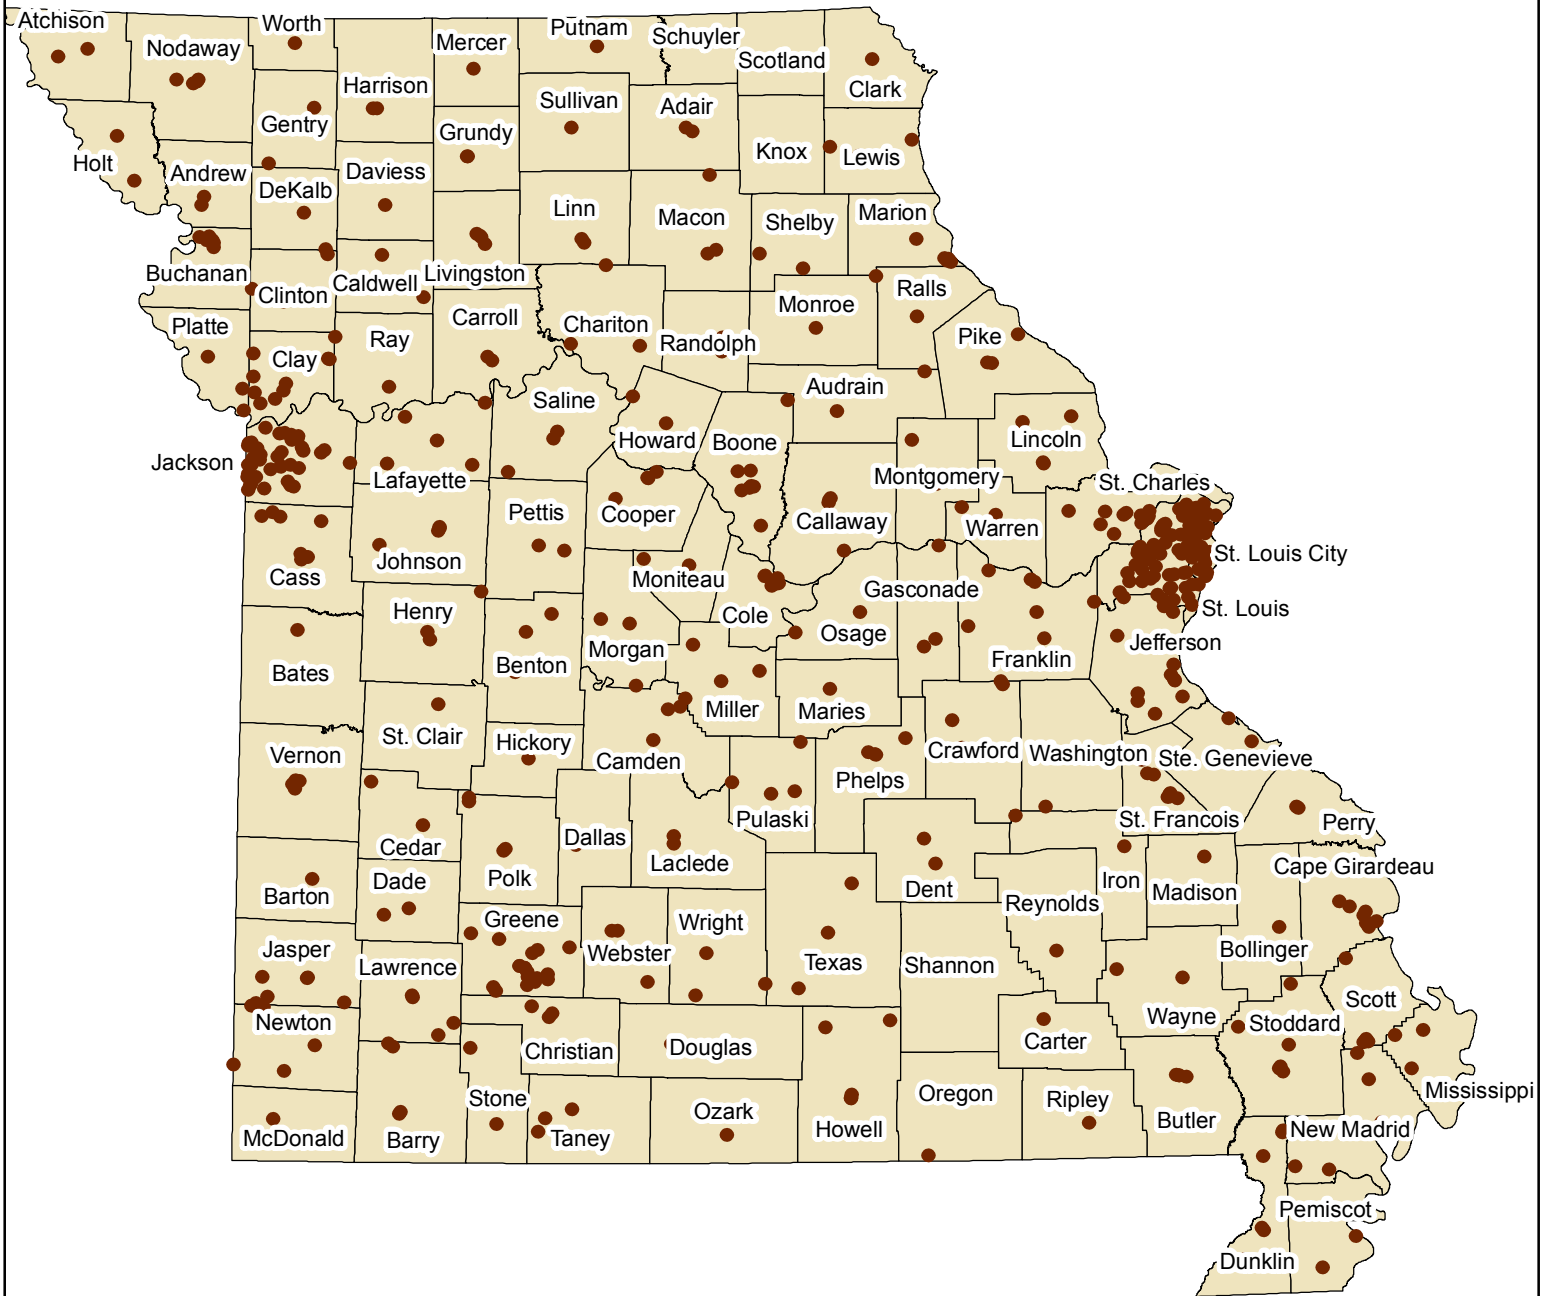 Atchison
Worth
Putnam
Schuyler
Mercer
Nodaway
Scotland
Harrison
Clark
Sullivan
Adair
Gentry
Grundy
Knox
Lewis
Holt
Andrew
Daviess
DeKalb
Linn
Macon
Shelby
Marion
Buchanan
Livingston
Caldwell
Clinton
Ralls
Monroe
Carroll
Platte
Chariton
Pike
Ray
Randolph
Clay
Audrain
Saline
Howard
Boone
Lincoln
Jackson
Lafayette
Montgomery
St. Charles
Pettis
Cooper
Callaway
Warren
St. Louis City
Johnson
Cass
Moniteau
Gasconade
Henry
Cole
St. Louis
Osage
Jefferson
Morgan
Franklin
Benton
Bates
Miller
Maries
St. Clair
Hickory
Vernon
Camden
Crawford
Washington
Ste. Genevieve
Phelps
Pulaski
St. Francois
Perry
Dallas
Cedar
Laclede
Cape Girardeau
Polk
Dade
Iron
Dent
Madison
Barton
Reynolds
Greene
Wright
Jasper
Webster
Bollinger
Lawrence
Texas
Shannon
Scott
Wayne
Newton
Stoddard
Carter
Christian
Douglas
Mississippi
Oregon
Stone
Ripley
Ozark
Butler
Howell
New Madrid
McDonald
Barry
Taney
Pemiscot
Dunklin